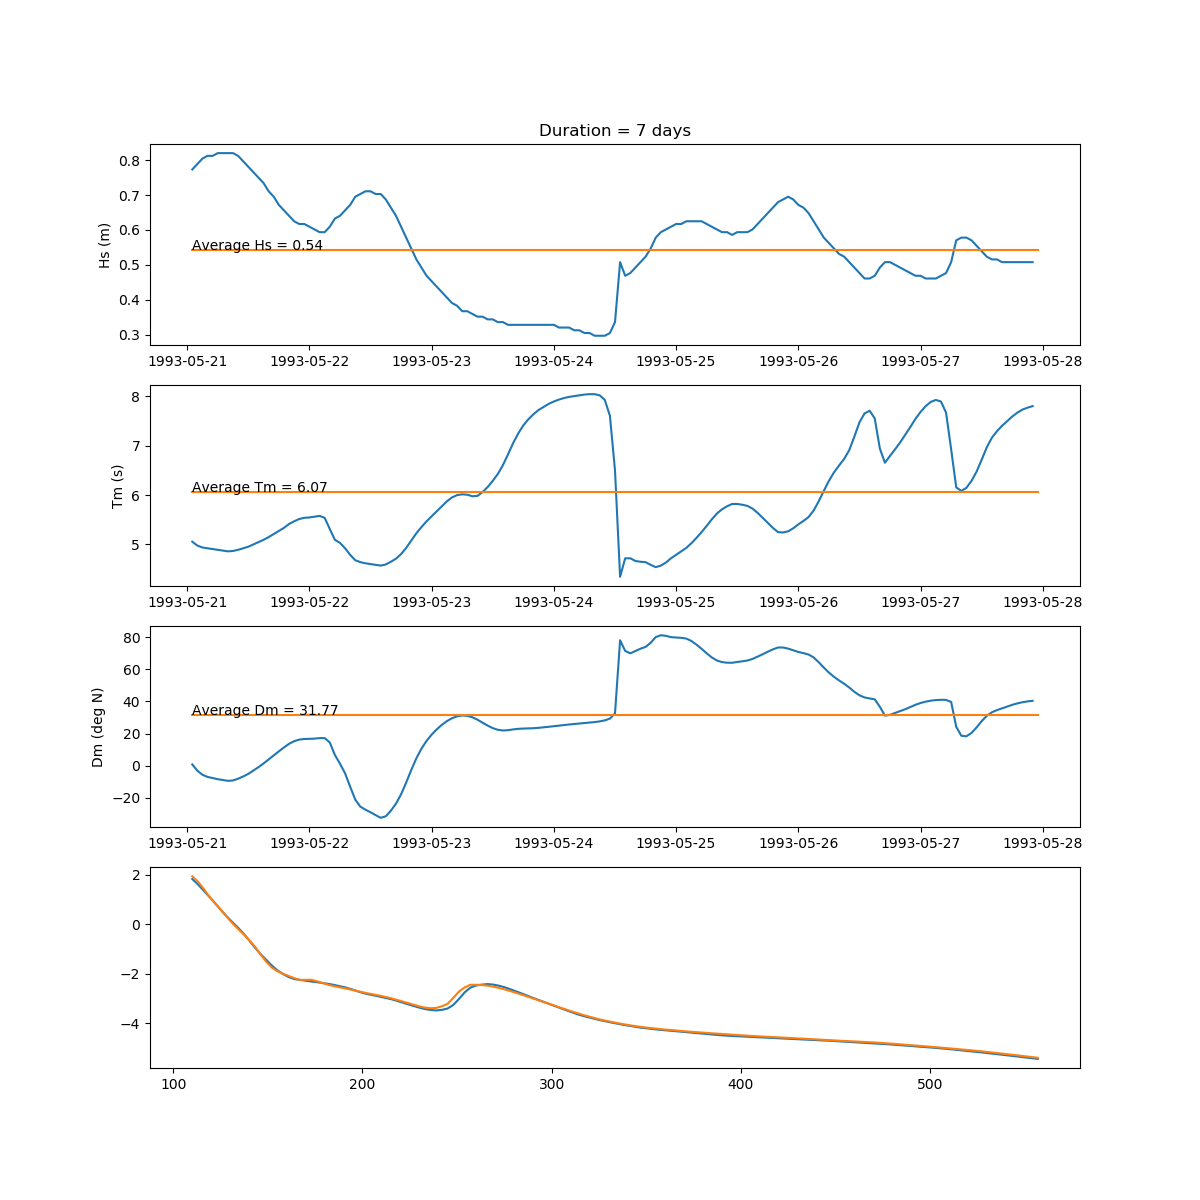 Duration = 7 days
0.8
0.7
0.6
0.5
0.4
0.3
Hs (m)
Average Hs = 0.54
1993-05-21 1993-05-22 1993-05-23 1993-05-24 1993-05-25 1993-05-26 1993-05-27 1993-05-28
8
7
6
5
Tm (s)
Average Tm = 6.07
1993-05-21 1993-05-22 1993-05-23 1993-05-24 1993-05-25 1993-05-26 1993-05-27 1993-05-28
80
60
40
20
0
−20
Dm (deg N)
Average Dm = 31.77
1993-05-21 1993-05-22 1993-05-23 1993-05-24 1993-05-25 1993-05-26 1993-05-27 1993-05-28
2
0
−2
−4
100 200 300 400 500